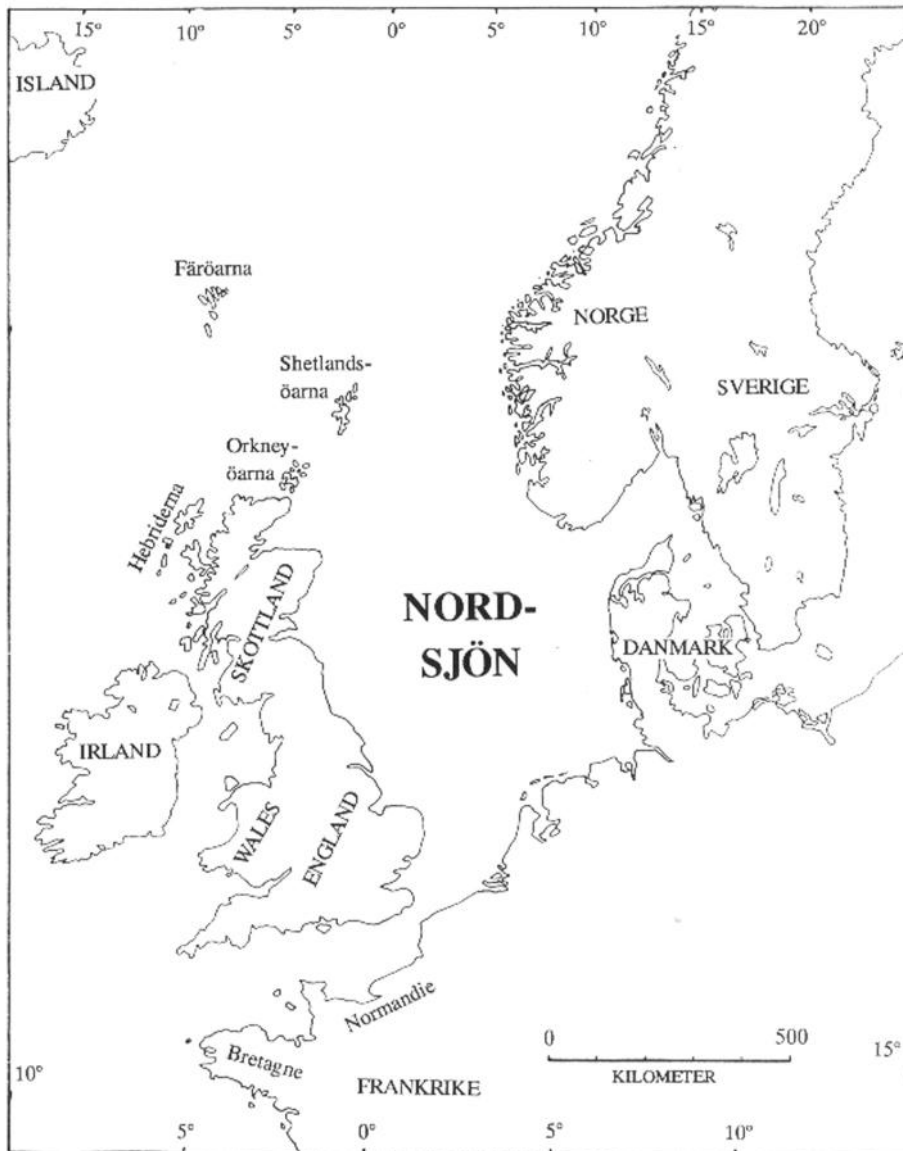 15° 10° 5° 0° 5° 10° 15° 20°
ISLAND
Färöarna
NORGE
Shetlands-
öarna
SVERIGE
Orkney-
öarna
Hebriderna
SKOTTLAND
NORD-
SJÖN
DANMARK
IRLAND
WALES
ENGLAND
Normandie
Bretagne
0 500
KILOMETER
15°
10°
FRANKRIKE
5° 0° 5° 10°